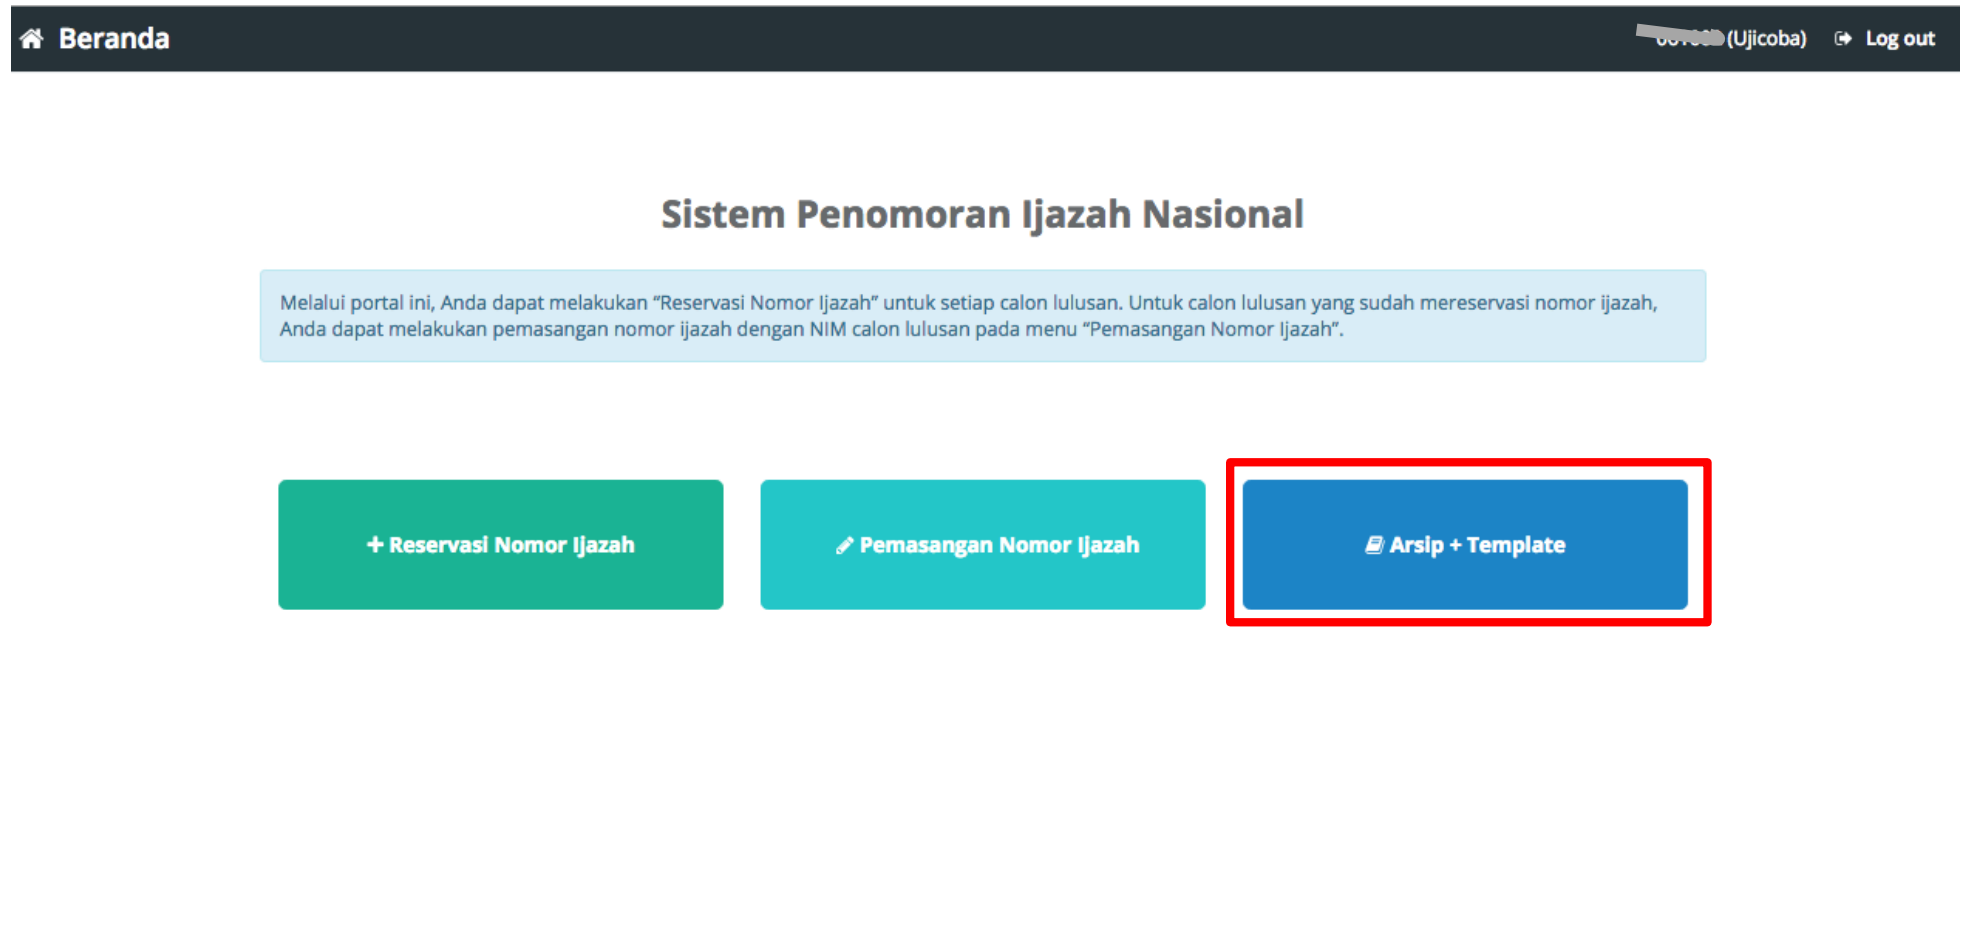 Beranda
(Ujicoba) Log out
Sistem Penomoran Ijazah Nasional
Melalui portal ini, Anda dapat melakukan “Reservasi Nomor Ijazah” untuk setiap calon lulusan. Untuk calon lulusan yang sudah mereservasi nomor ijazah,
Anda dapat melakukan pemasangan nomor ijazah dengan NIM calon lulusan pada menu “Pemasangan Nomor Ijazah”.
+ Reservasi Nomor Ijazah
Pemasangan Nomor Ijazah
Arsip + Template